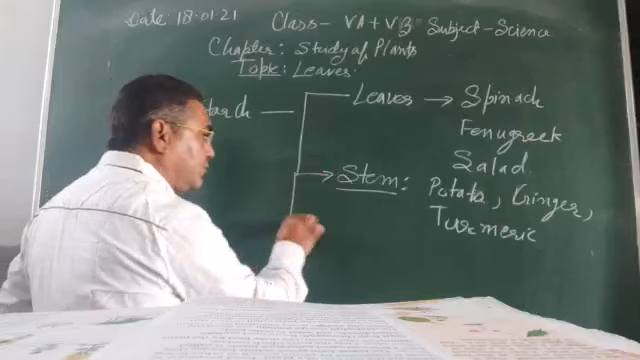 Date: 18.01.21 Class- VA+VB Subject-Science
Chapter: Study of Plants
Topic: Leaves.
Leaves → Spinach
Fenugreek
Salad
Stem: Potato, Ginger,
Turmeric